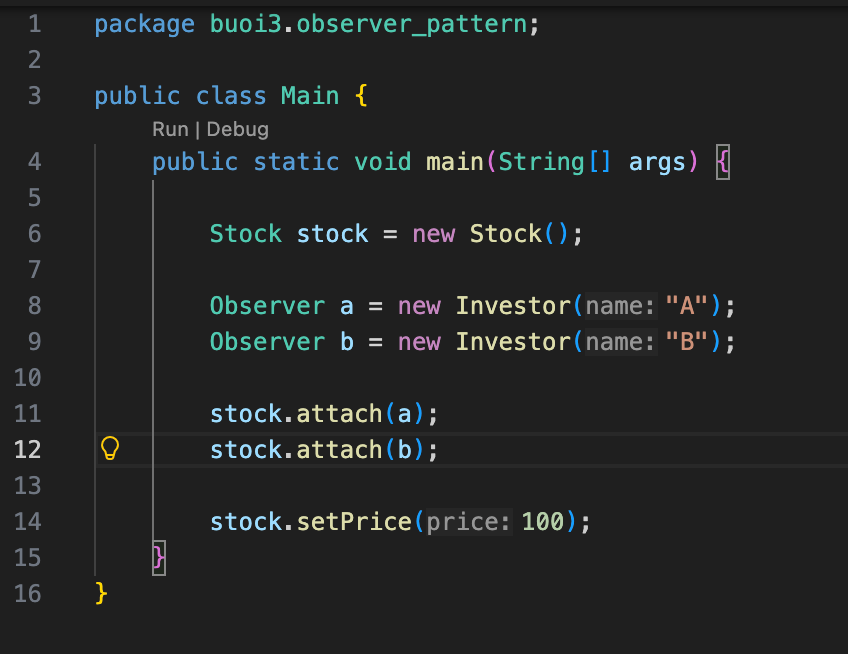 1 package buoi3.observer_pattern;
2
3 public class Main {
Run | Debug
4 public static void main(String[] args) {
5
6 Stock stock = new Stock();
7
8 Observer a = new Investor(name: "A");
9 Observer b = new Investor(name: "B");
10
11 stock.attach(a);
12 stock.attach(b);
13
14 stock.setPrice(price: 100);
15 }
16 }